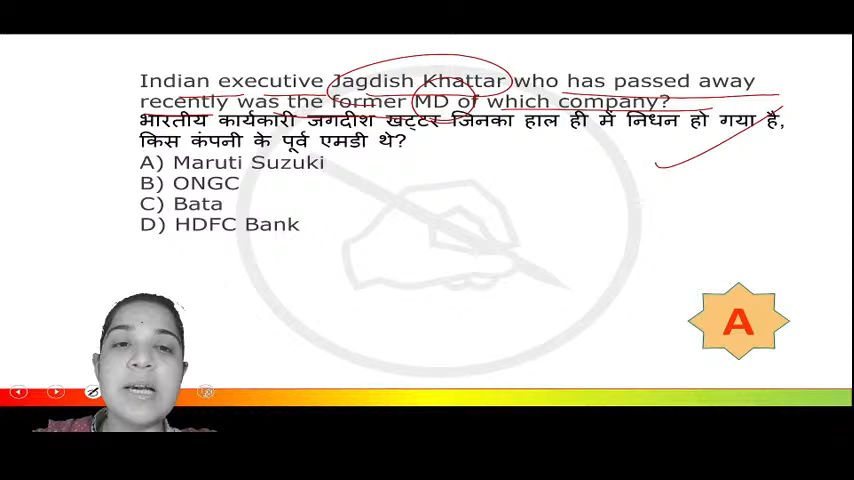 Indian executive Jagdish Khattar who has passed away
recently was the former MD of which company?
भारतीय कार्यकारी जगदीश खट्टर जिनका हाल ही में निधन हो गया है,
किस कंपनी के पूर्व एमडी थे?
A) Maruti Suzuki
B) ONGC
C) Bata
D) HDFC Bank
A